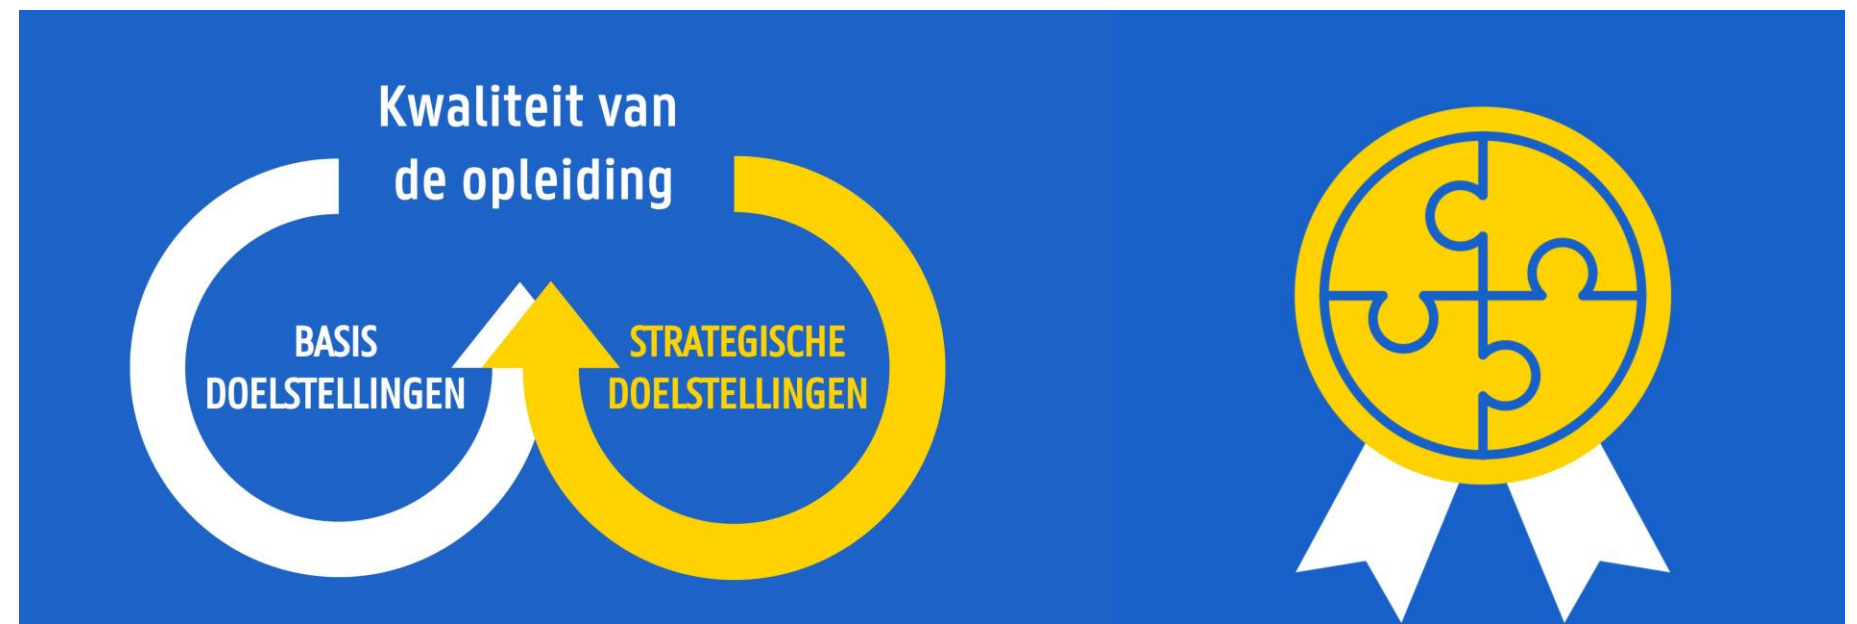 Kwaliteit van
de opleiding
BASIS
DOELSTELLINGEN
STRATEGISCHE
DOELSTELLINGEN